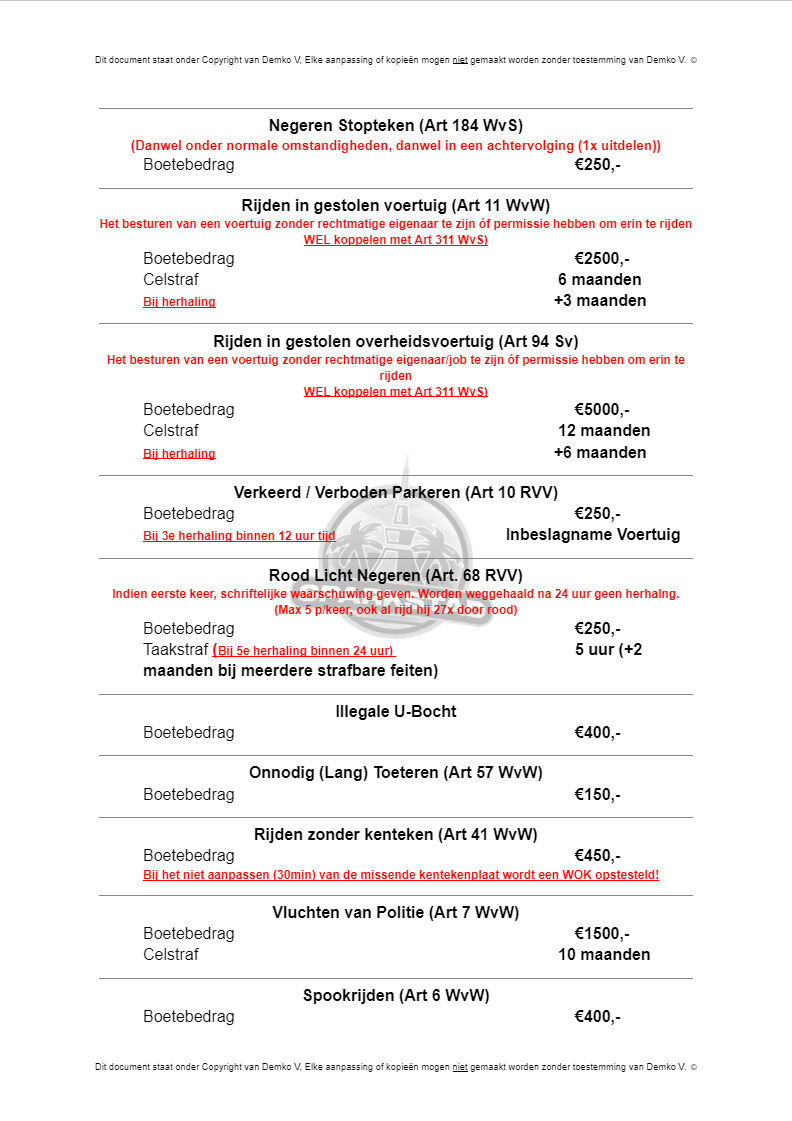 Dit document staat onder Copyright van Demko V, Elke aanpassing of kopieën mogen niet gemaakt worden zonder toestemming van Demko V. ©
Negeren Stopteken (Art 184 WvS)
(Danwel onder normale omstandigheden, danwel in een achtervolging (1x uitdelen))
Boetebedrag €250,-
Rijden in gestolen voertuig (Art 11 WvW)
Het besturen van een voertuig zonder rechtmatige eigenaar te zijn óf permissie hebben om erin te rijden
WEL koppelen met Art 311 WvS)
Boetebedrag €2500,-
Celstraf 6 maanden
Bij herhaling +3 maanden
Rijden in gestolen overheidsvoertuig (Art 94 Sv)
Het besturen van een voertuig zonder rechtmatige eigenaar/job te zijn óf permissie hebben om erin te
rijden
WEL koppelen met Art 311 WvS)
Boetebedrag €5000,-
Celstraf 12 maanden
Bij herhaling +6 maanden
Verkeerd / Verboden Parkeren (Art 10 RVV)
Boetebedrag €250,-
Bij 3e herhaling binnen 12 uur tijd Inbeslagname Voertuig
Rood Licht Negeren (Art. 68 RVV)
Indien eerste keer, schriftelijke waarschuwing geven. Worden weggehaald na 24 uur geen herhalng.
(Max 5 p/keer, ook al rijd hij 27x door rood)
Boetebedrag €250,-
Taakstraf (Bij 5e herhaling binnen 24 uur) 5 uur (+2
maanden bij meerdere strafbare feiten)
Illegale U-Bocht
Boetebedrag €400,-
Onnodig (Lang) Toeteren (Art 57 WvW)
Boetebedrag €150,-
Rijden zonder kenteken (Art 41 WvW)
Boetebedrag €450,-
Bij het niet aanpassen (30min) van de missende kentekenplaat wordt een WOK opstesteld!
Vluchten van Politie (Art 7 WvW)
Boetebedrag €1500,-
Celstraf 10 maanden
Spookrijden (Art 6 WvW)
Boetebedrag €400,-
Dit document staat onder Copyright van Demko V, Elke aanpassing of kopieën mogen niet gemaakt worden zonder toestemming van Demko V. ©